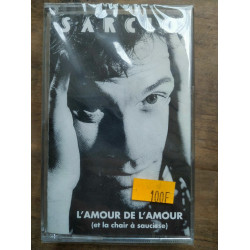 SARCLO
L'AMOUR DE L'AMOUR
(et la chair à saucisse)
100F